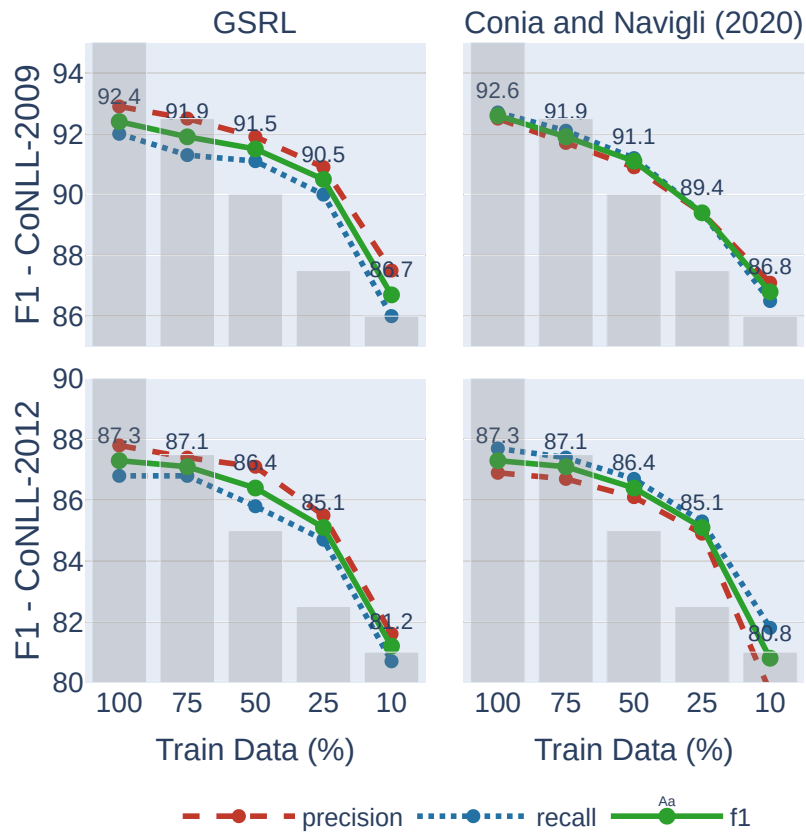 GSRL Conia and Navigli (2020)
F1 - CoNLL-2009
94
92
90
88
86
92.4 91.9 91.5 90.5 86.7
92.6 91.9 91.1 89.4 86.8
F1 - CoNLL-2012
90
88
86
84
82
80
87.3 87.1 86.4 85.1 81.2
87.3 87.1 86.4 85.1 80.8
100 75 50 25 10 100 75 50 25 10
Train Data (%) Train Data (%)
precision recall Aa f1